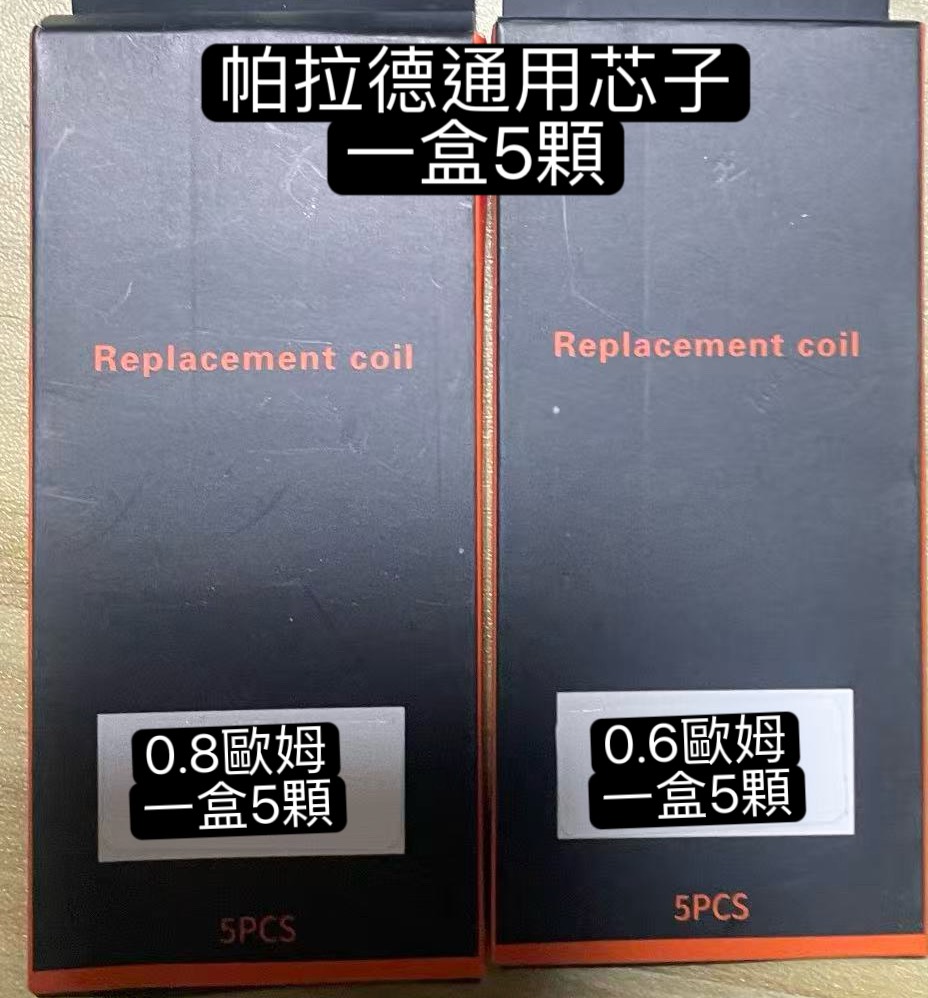 帕拉德通用芯子
一盒5顆
Replacement coil
0.8歐姆
一盒5顆
5PCS
Replacement coil
0.6歐姆
一盒5顆
5PCS